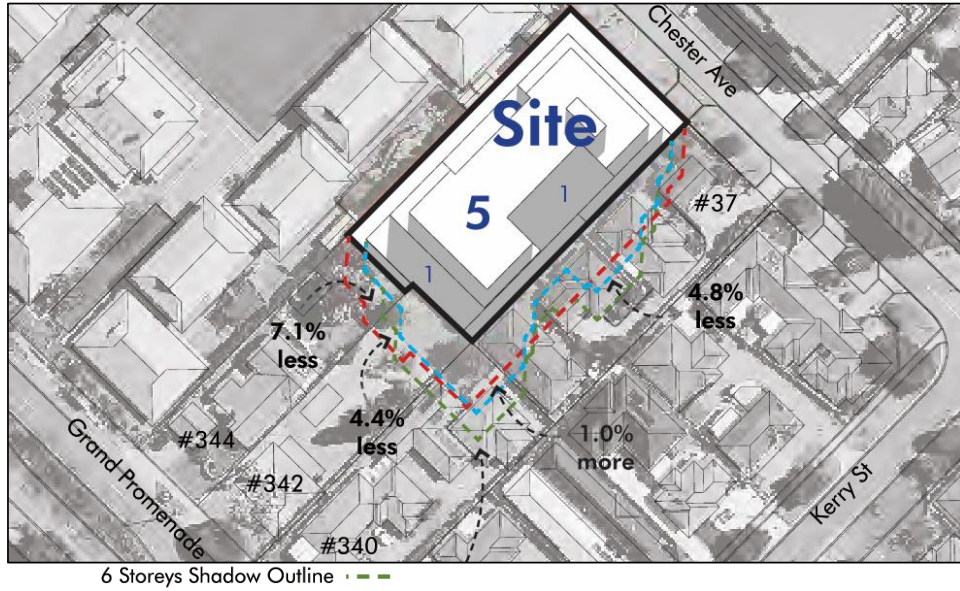 Chester Ave
Site
5
1
1
#37
7.1%
less
4.8%
less
4.4%
less
1.0%
more
#344
#342
#340
Grand Promenade
Kerry St
6 Storeys Shadow Outline